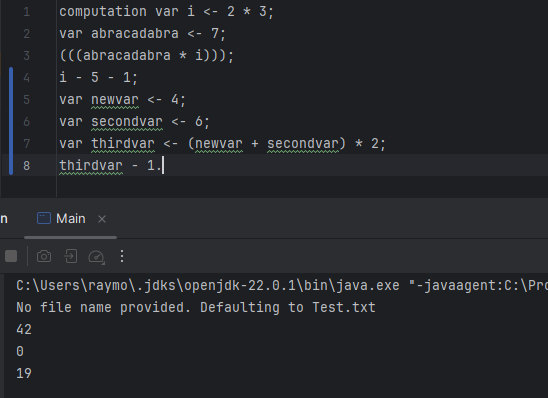 1 computation var i <- 2 * 3;
2 var abracadabra <- 7;
3 (((abracadabra * i)));
4 i - 5 - 1;
5 var newvar <- 4;
6 var secondvar <- 6;
7 var thirdvar <- (newvar + secondvar) * 2;
8 thirdvar - 1.
n Main ×
C:\Users\raymo\.jdks\openjdk-22.0.1\bin\java.exe "-javaagent:C:\Pro
No file name provided. Defaulting to Test.txt
42
0
19